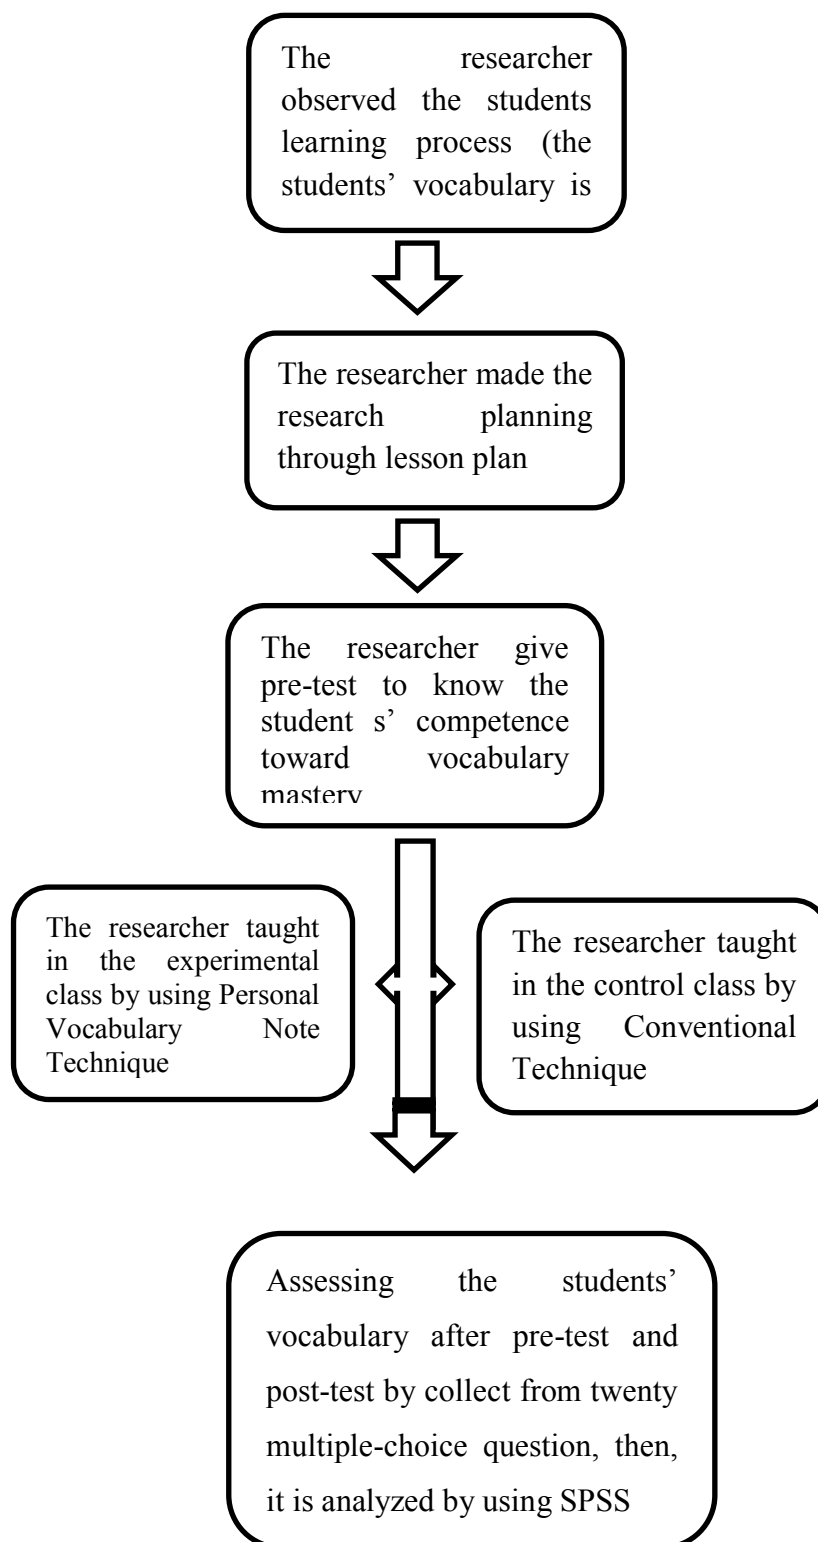 The researcher
observed the students
learning process (the
students’ vocabulary is
The researcher made the
research planning
through lesson plan
The researcher give
pre-test to know the
student s’ competence
toward vocabulary
mastery
The researcher taught
in the experimental
class by using Personal
Vocabulary Note
Technique
The researcher taught
in the control class by
using Conventional
Technique
Assessing the students’
vocabulary after pre-test and
post-test by collect from twenty
multiple-choice question, then,
it is analyzed by using SPSS